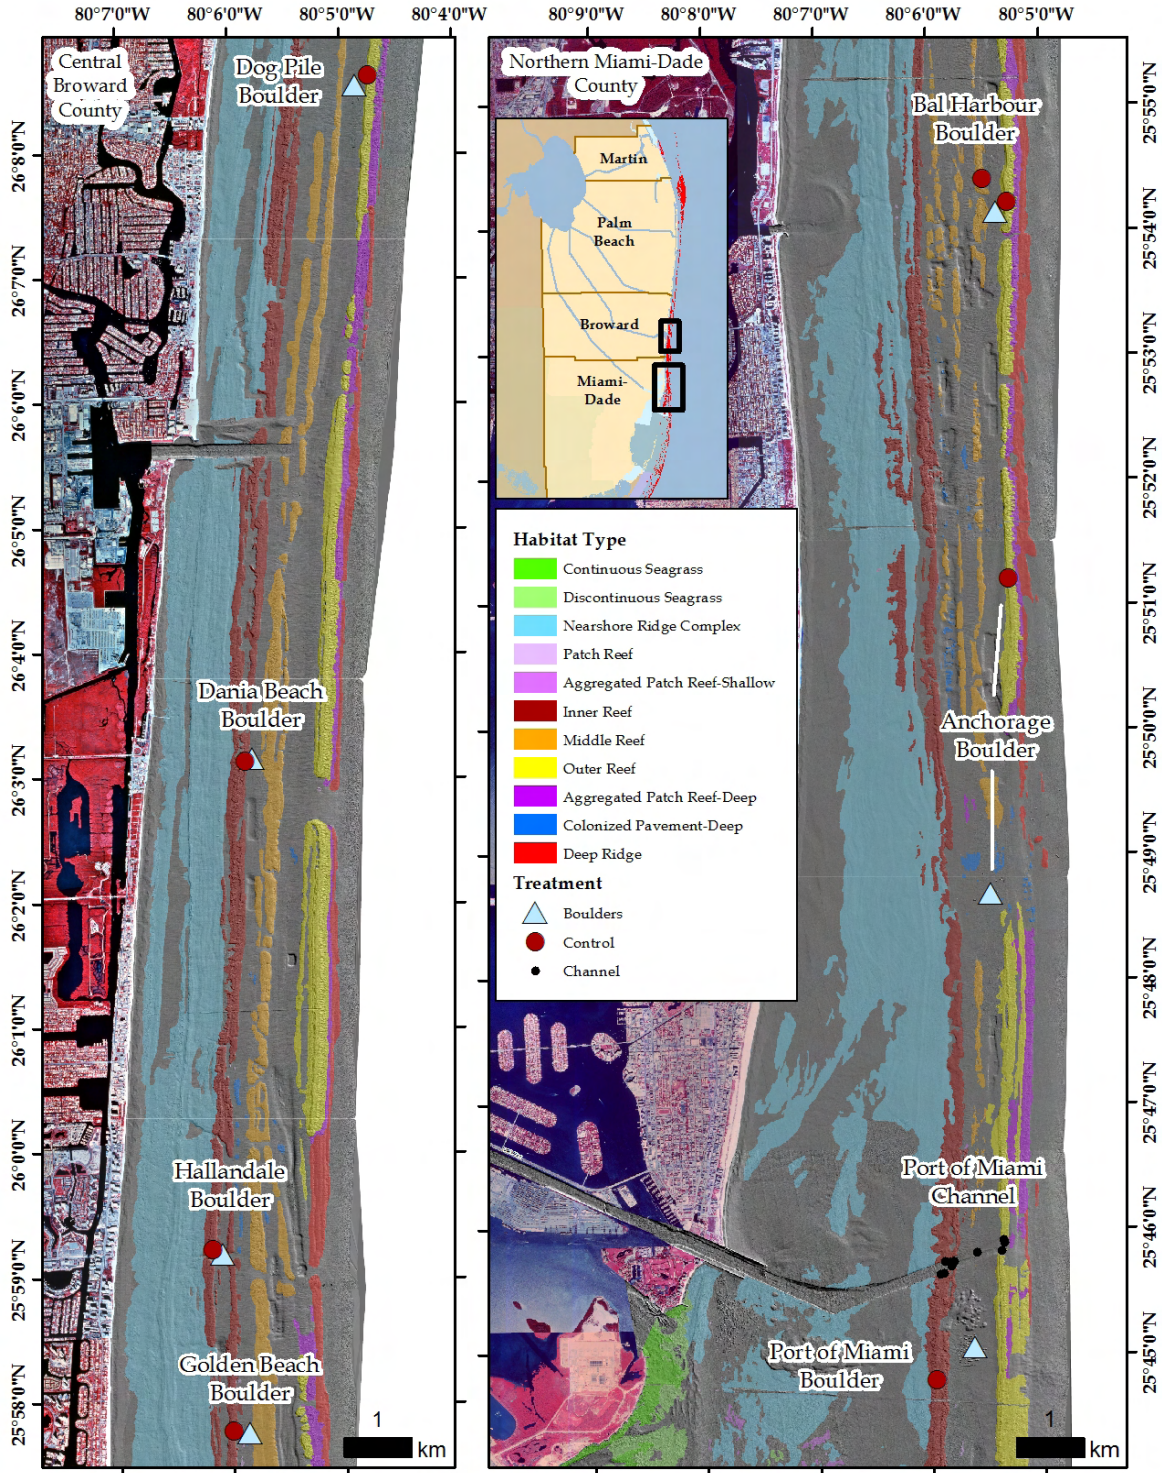 80°7'0"W 80°6'0"W 80°5'0"W 80°4'0"W
80°9'0"W 80°8'0"W 80°7'0"W 80°6'0"W 80°5'0"W
Central
Broward
County
Dog Pile
Boulder
Dania Beach
Boulder
Hallandale
Boulder
Golden Beach
Boulder
1
km
26°8'0"N
26°7'0"N
26°6'0"N
26°5'0"N
26°4'0"N
26°3'0"N
26°2'0"N
26°1'0"N
26°0'0"N
25°59'0"N
25°58'0"N
Northern Miami-Dade
County
Martin
Palm
Beach
Broward
Miami-
Dade
Habitat Type
Continuous Seagrass
Discontinuous Seagrass
Nearshore Ridge Complex
Patch Reef
Aggregated Patch Reef-Shallow
Inner Reef
Middle Reef
Outer Reef
Aggregated Patch Reef-Deep
Colonized Pavement-Deep
Deep Ridge
Treatment
Boulders
Control
Channel
Bal Harbour
Boulder
Anchorage
Boulder
Port of Miami
Channel
Port of Miami
Boulder
1
km
25°55'0"N
25°54'0"N
25°53'0"N
25°52'0"N
25°51'0"N
25°50'0"N
25°49'0"N
25°48'0"N
25°47'0"N
25°46'0"N
25°45'0"N